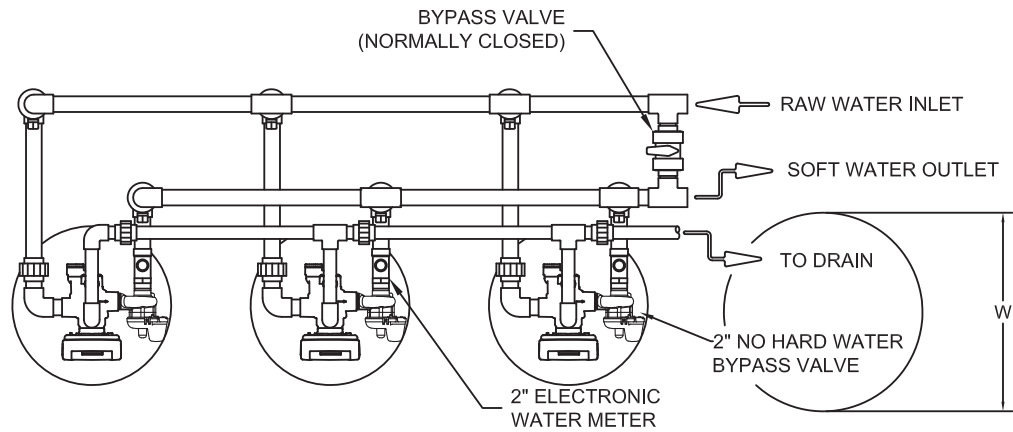 BYPASS VALVE
(NORMALLY CLOSED)
RAW WATER INLET
SOFT WATER OUTLET
TO DRAIN
W
2" NO HARD WATER
BYPASS VALVE
2" ELECTRONIC
WATER METER